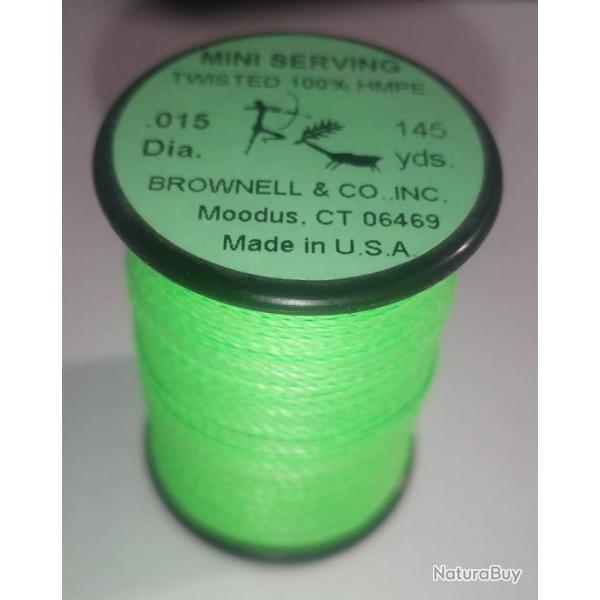 MINI SERVING
TWISTED 100% HMPE
.015 145
Dia. yds.
BROWNELL & CO.,INC.
Moodus, CT 06469
Made in U.S.A.
NaturaBuy